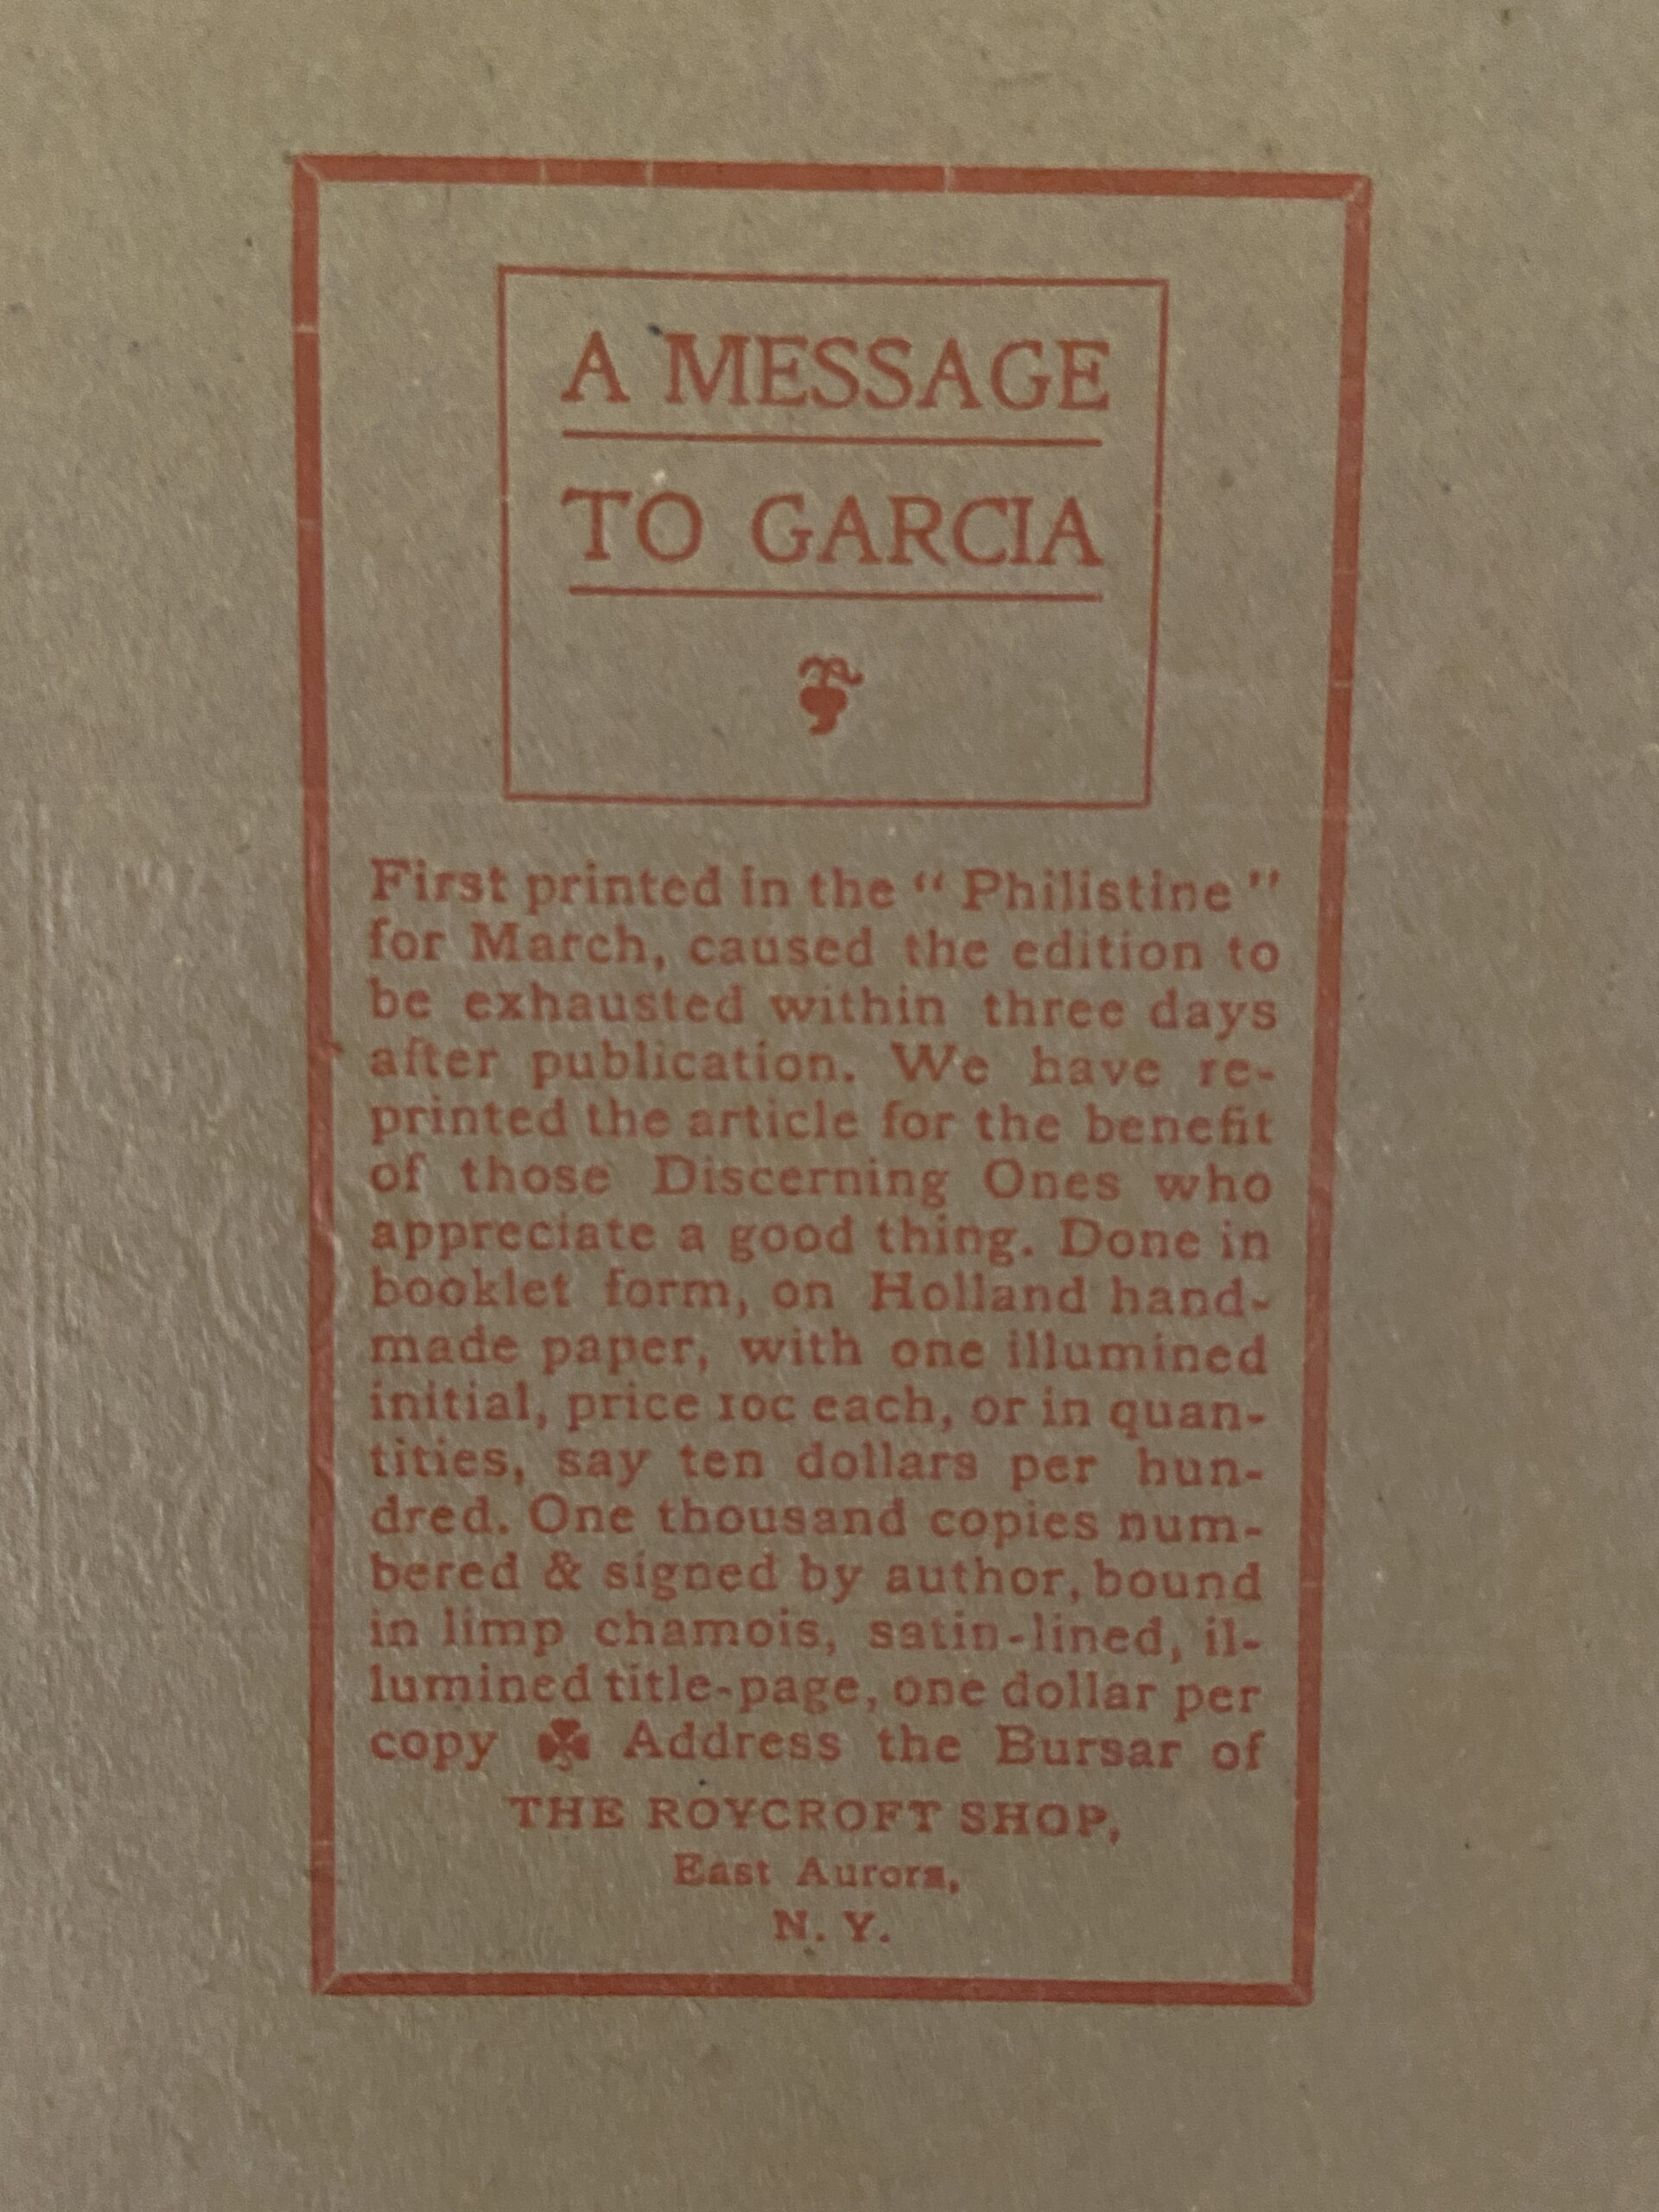 A MESSAGE
TO GARCIA
First printed in the “Philistine”
for March, caused the edition to
be exhausted within three days
after publication. We have re-
printed the article for the benefit
of those Discerning Ones who
appreciate a good thing. Done in
booklet form, on Holland hand-
made paper, with one illumined
initial, price 10c each, or in quan-
tities, say ten dollars per hun-
dred. One thousand copies num-
bered & signed by author, bound
in limp chamois, satin-lined, il-
lumined title-page, one dollar per
copy ☘ Address the Bursar of
THE ROYCROFT SHOP,
East Aurora,
N. Y.